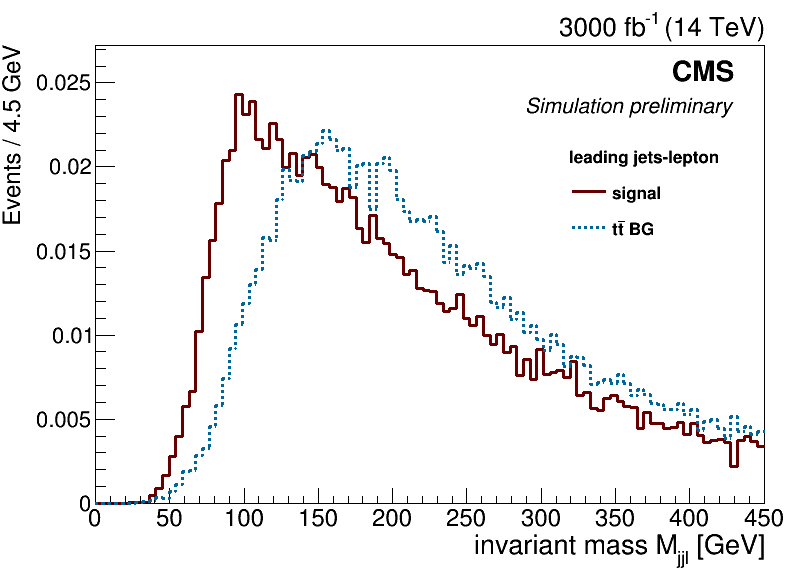 3000 fb⁻¹ (14 TeV)
Events / 4.5 GeV
CMS
Simulation preliminary
leading jets-lepton
signal
tt̄ BG
0.025
0.02
0.015
0.01
0.005
0
0 50 100 150 200 250 300 350 400 450
invariant mass M_jjl [GeV]